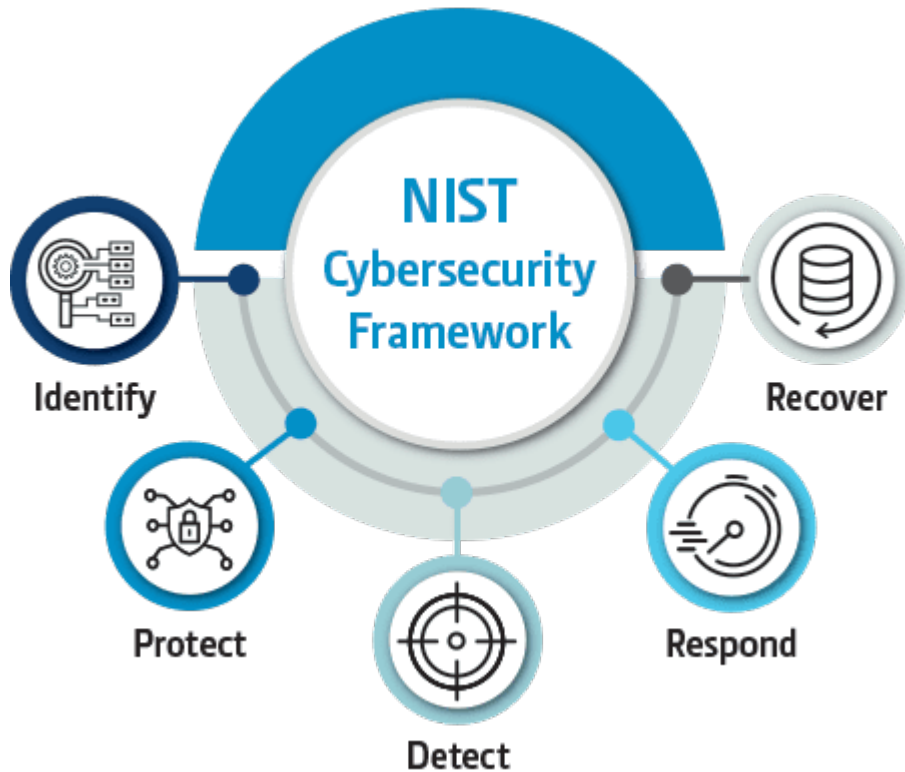 NIST
Cybersecurity
Framework
Identify
Protect
Detect
Respond
Recover